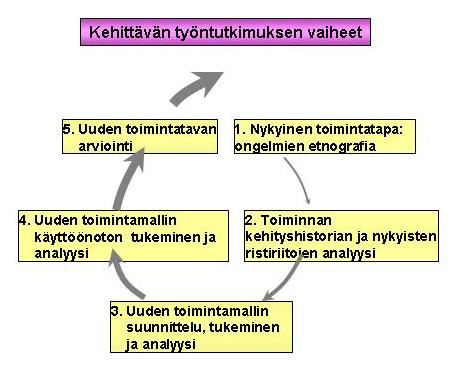 Kehittävän työntutkimuksen vaiheet
5. Uuden toimintatavan
arviointi
1. Nykyinen toimintatapa:
ongelmien etnografia
4. Uuden toimintamallin
käyttöönoton tukeminen ja
analyysi
2. Toiminnan
kehityshistorian ja nykyisten
ristiriitojen analyysi
3. Uuden toimintamallin
suunnittelu, tukeminen
ja analyysi